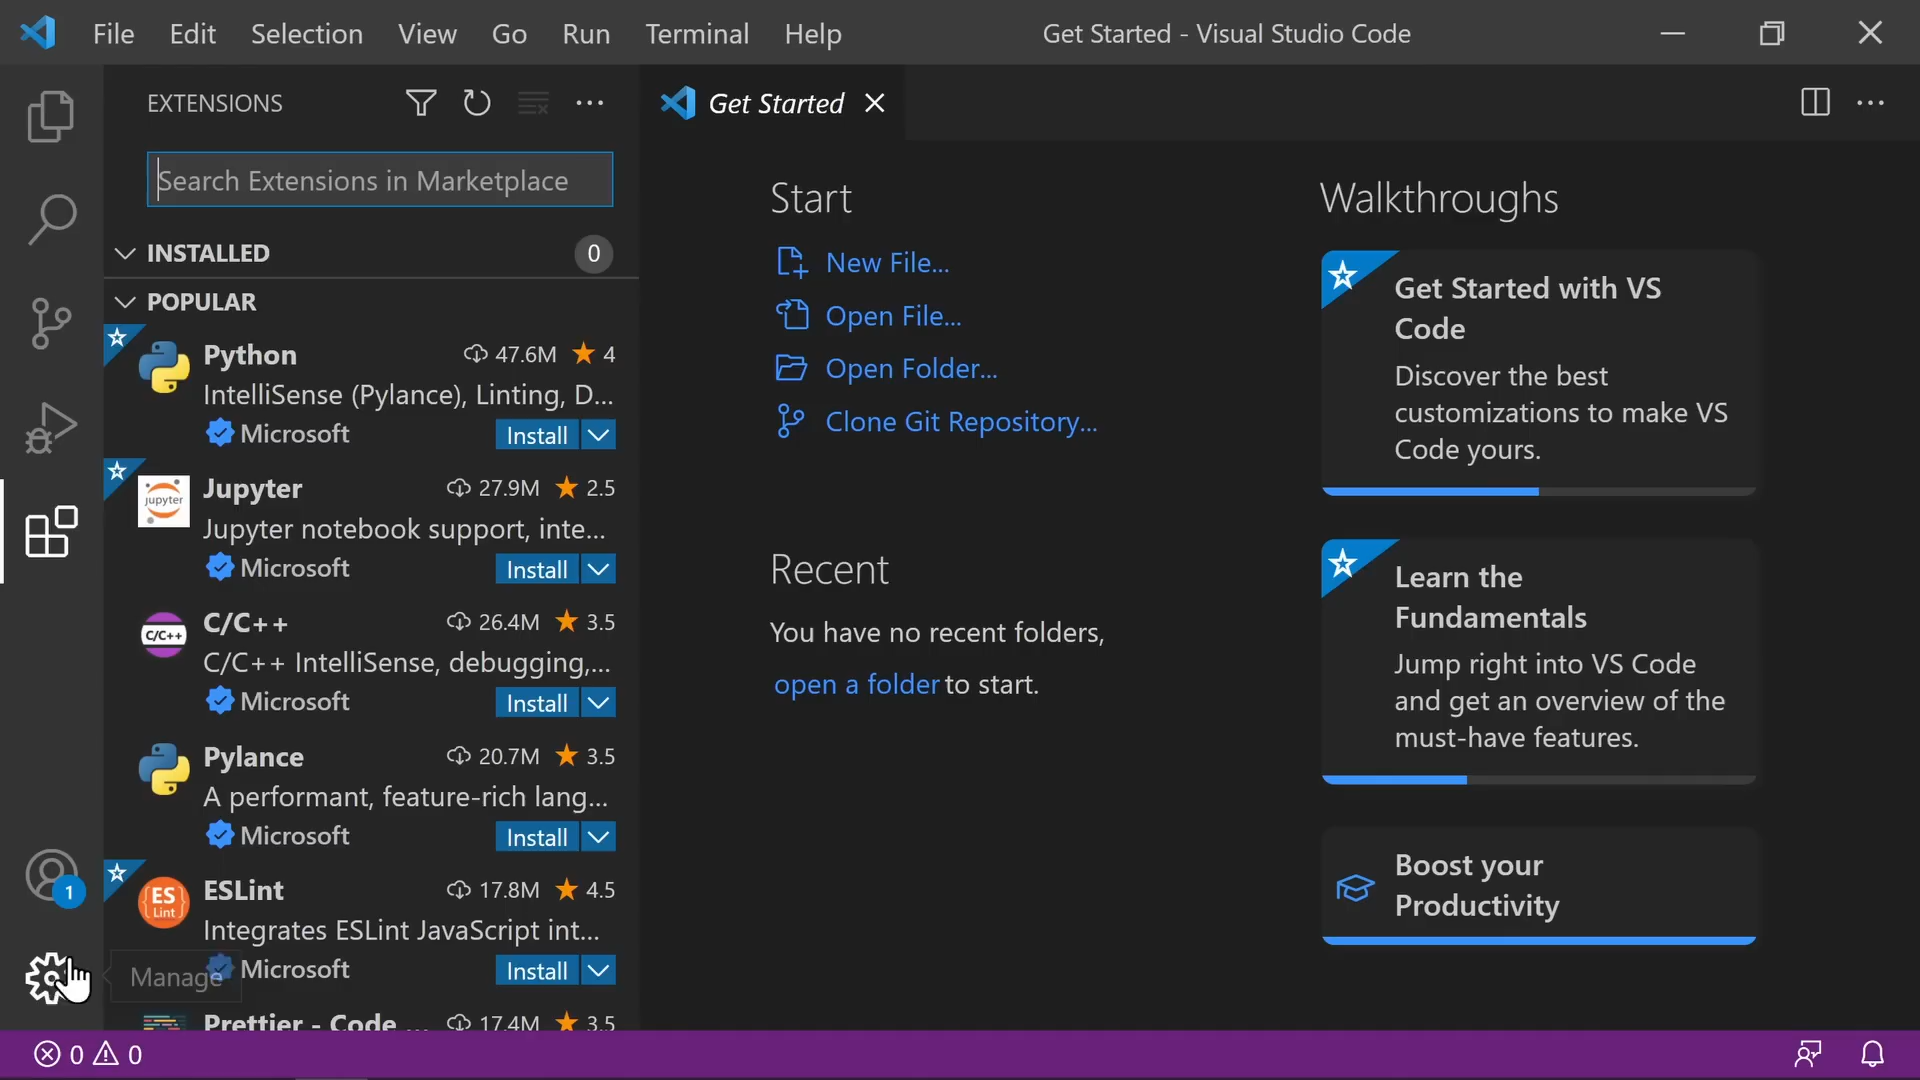 File Edit Selection View Go Run Terminal Help Get Started - Visual Studio Code
EXTENSIONS
Get Started
Search Extensions in Marketplace
INSTALLED 0
POPULAR
Python 47.6M 4
IntelliSense (Pylance), Linting, D...
Microsoft Install
Jupyter 27.9M 2.5
jupyter
Jupyter notebook support, inte...
Microsoft Install
C/C++ 26.4M 3.5
C/C++
C/C++ IntelliSense, debugging,...
Microsoft Install
Pylance 20.7M 3.5
A performant, feature-rich lang...
Microsoft Install
ESLint 17.8M 4.5
ES
Lint
Integrates ESLint JavaScript int...
Microsoft Install
Prettier - Code ... 17.4M 3.5
1
Manage
Start
New File...
Open File...
Open Folder...
Clone Git Repository...
Recent
You have no recent folders,
open a folder to start.
Walkthroughs
Get Started with VS
Code
Discover the best
customizations to make VS
Code yours.
Learn the
Fundamentals
Jump right into VS Code
and get an overview of the
must-have features.
Boost your
Productivity
0 0